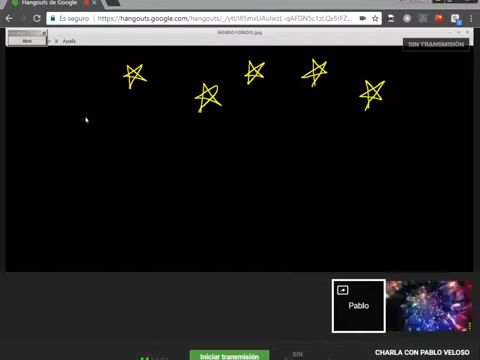 Hangouts de Google
Es seguro
https://hangouts.google.com/hangouts/_/ytl/
NEGRO FONDO.jpg
Ayuda
SIN TRANSMISIÓN
Pablo
Iniciar transmisión
SIN
CHARLA CON PABLO VELOSO